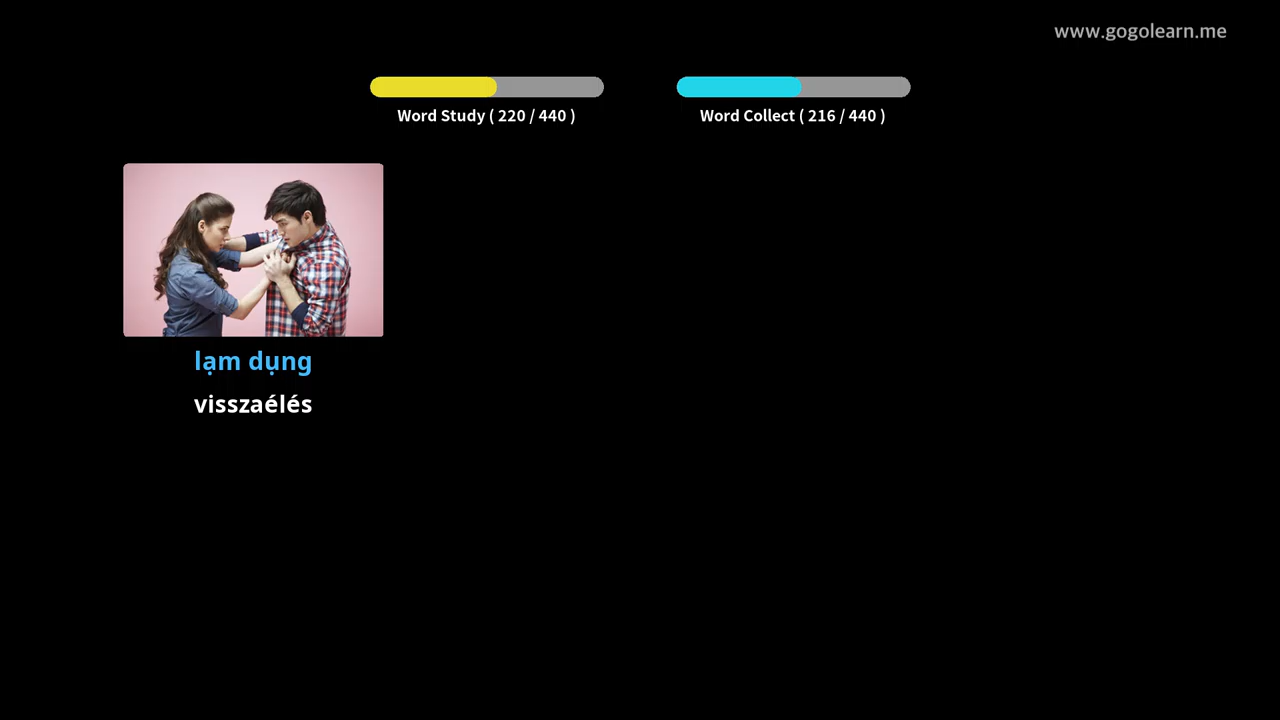 www.gogolearn.me
Word Study ( 220 / 440 )
Word Collect ( 216 / 440 )
lạm dụng
visszaélés